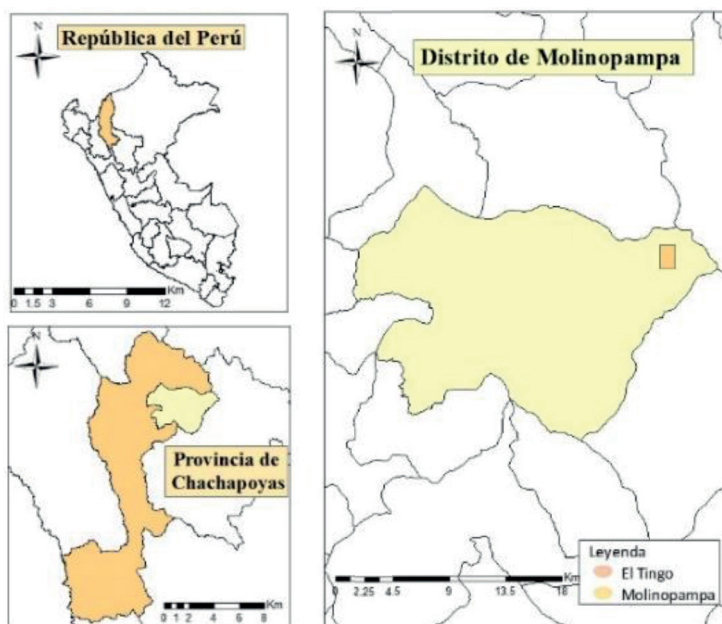 República del Perú
N
Km
0 1.5 3 6 9 12
N
Provincia de
Chachapoyas
Km
0 1 2 4 6 8
N
Distrito de Molinopampa
Km
0 2.25 4.5 9 13.5 18
Leyenda
El Tingo
Molinopampa